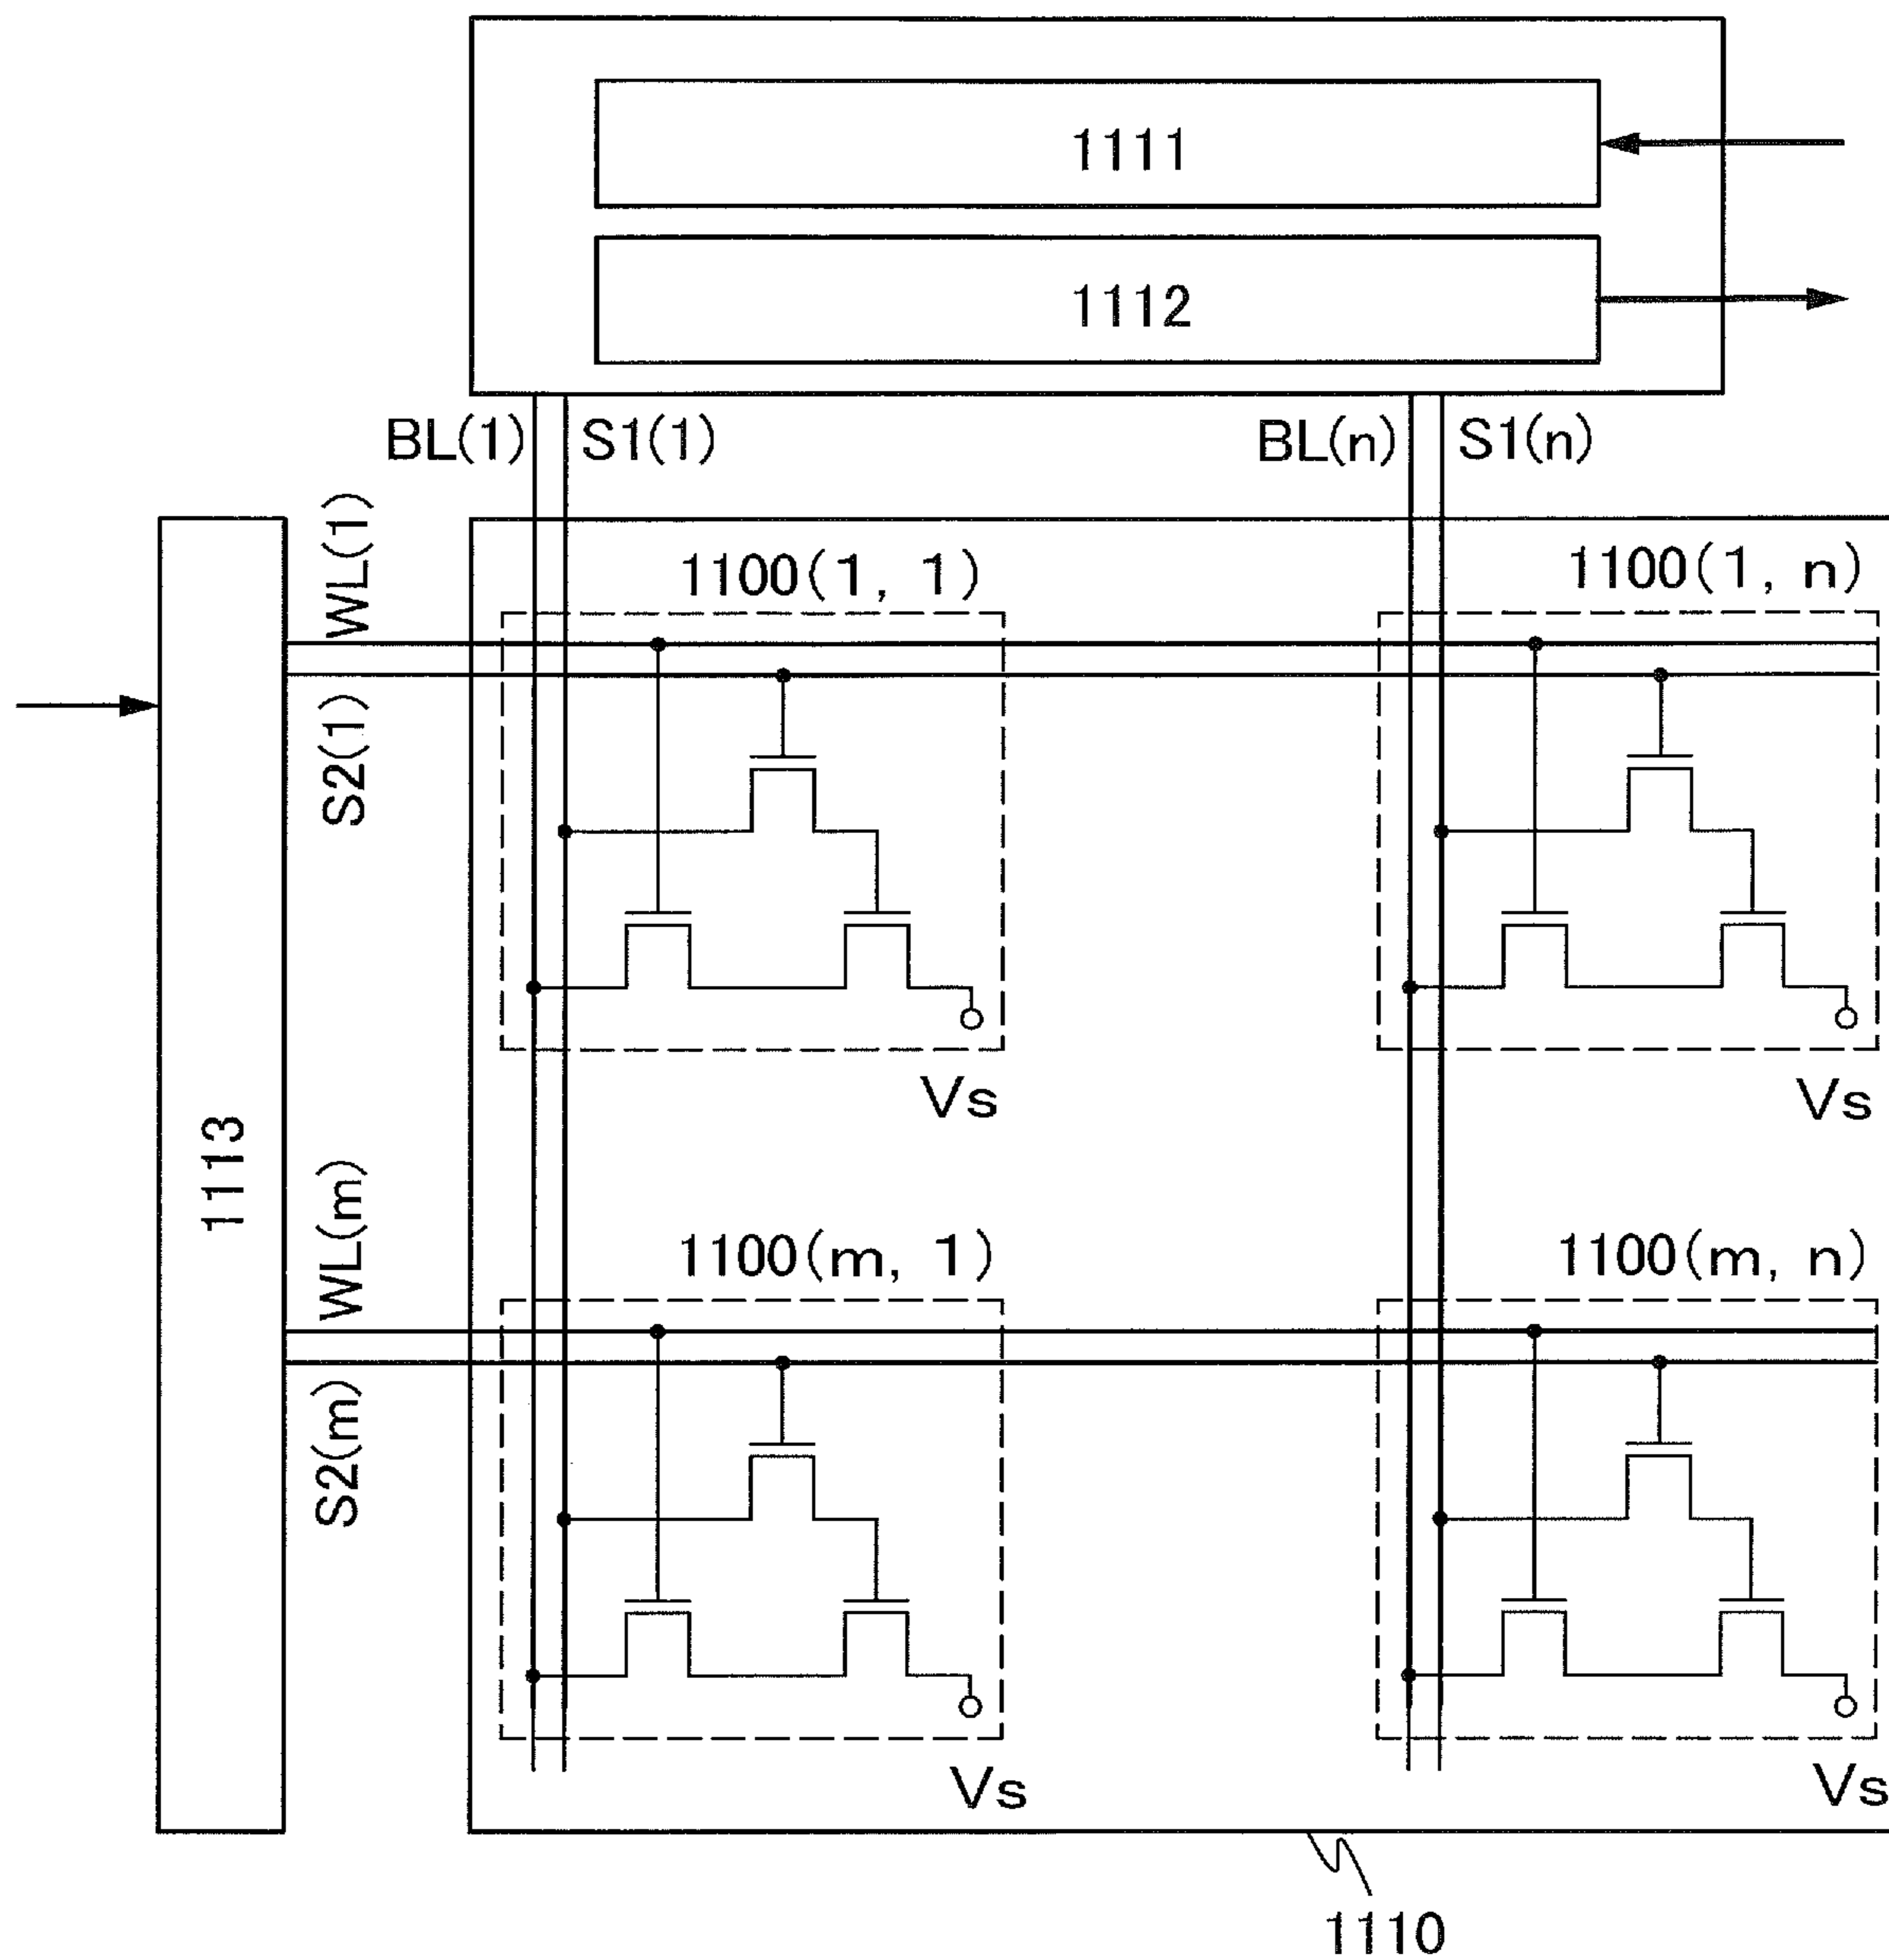 1111
1112
BL(1)
S1(1)
BL(n)
S1(n)
WL(1)
S2(1)
1100(1, 1)
1100(1, n)
Vs
Vs
1113
WL(m)
S2(m)
1100(m, 1)
1100(m, n)
Vs
Vs
1110